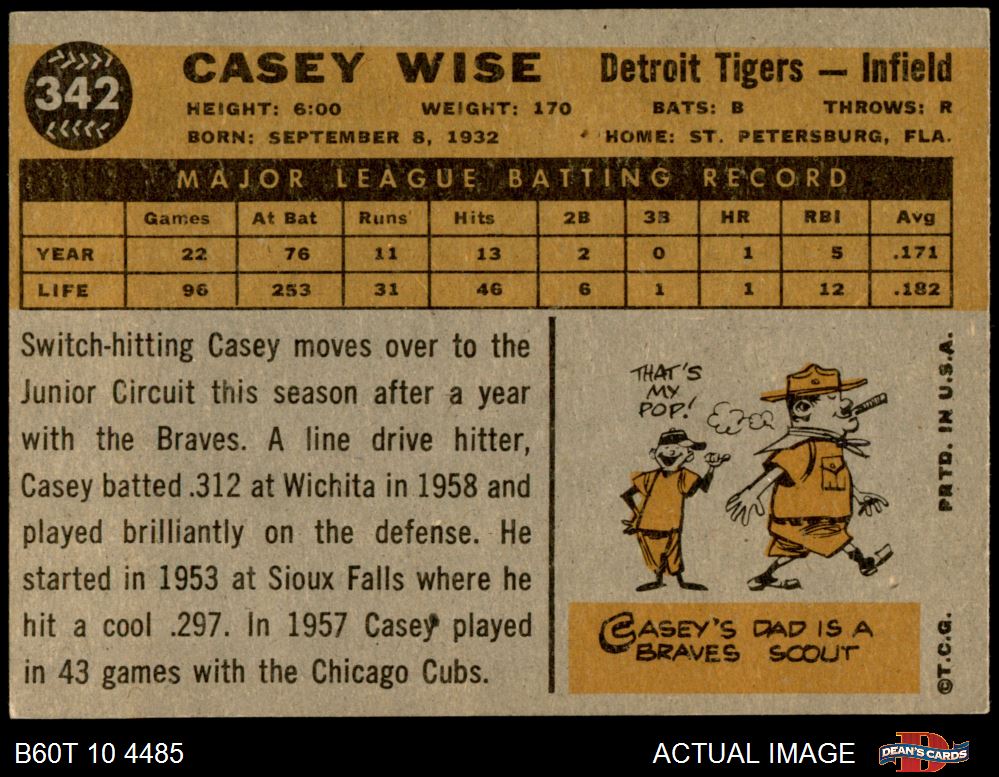 342
CASEY WISE
Detroit Tigers — Infield
HEIGHT: 6:00 WEIGHT: 170 BATS: B THROWS: R
BORN: SEPTEMBER 8, 1932 HOME: ST. PETERSBURG, FLA.
MAJOR LEAGUE BATTING RECORD
Games At Bat Runs Hits 2B 3B HR RBI Avg
YEAR 22 76 11 13 2 0 1 5 .171
LIFE 96 253 31 46 6 1 1 12 .182
Switch-hitting Casey moves over to the
Junior Circuit this season after a year
with the Braves. A line drive hitter,
Casey batted .312 at Wichita in 1958 and
played brilliantly on the defense. He
started in 1953 at Sioux Falls where he
hit a cool .297. In 1957 Casey played
in 43 games with the Chicago Cubs.
THAT'S
MY
POP!
CASEY'S DAD IS A
BRAVES SCOUT
PRTD. IN U.S.A.
©T.C.G.
B60T 10 4485
ACTUAL IMAGE
DEAN'S CARDS